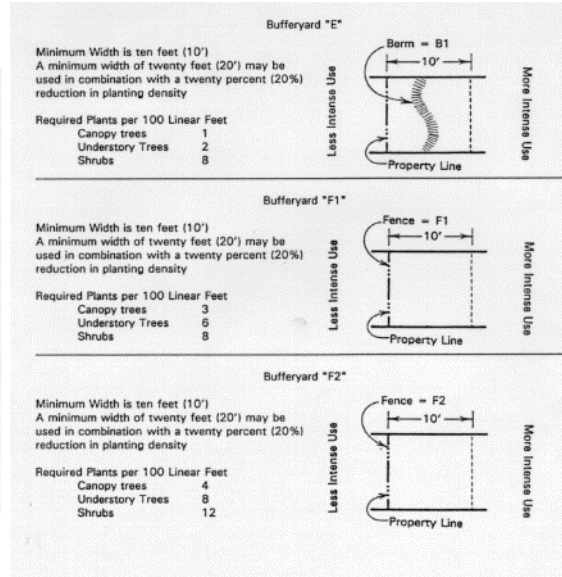 Bufferyard "E"
Minimum Width is ten feet (10')
A minimum width of twenty feet (20') may be
used in combination with a twenty percent (20%)
reduction in planting density
Required Plants per 100 Linear Feet
Canopy trees 1
Understory Trees 2
Shrubs 8
Less Intense Use
Berm = B1
10'
Property Line
More Intense Use
Bufferyard "F1"
Minimum Width is ten feet (10')
A minimum width of twenty feet (20') may be
used in combination with a twenty percent (20%)
reduction in planting density
Required Plants per 100 Linear Feet
Canopy trees 3
Understory Trees 6
Shrubs 8
Less Intense Use
Fence = F1
10'
Property Line
More Intense Use
Bufferyard "F2"
Minimum Width is ten feet (10')
A minimum width of twenty feet (20') may be
used in combination with a twenty percent (20%)
reduction in planting density
Required Plants per 100 Linear Feet
Canopy trees 4
Understory Trees 8
Shrubs 12
Less Intense Use
Fence = F2
10'
Property Line
More Intense Use